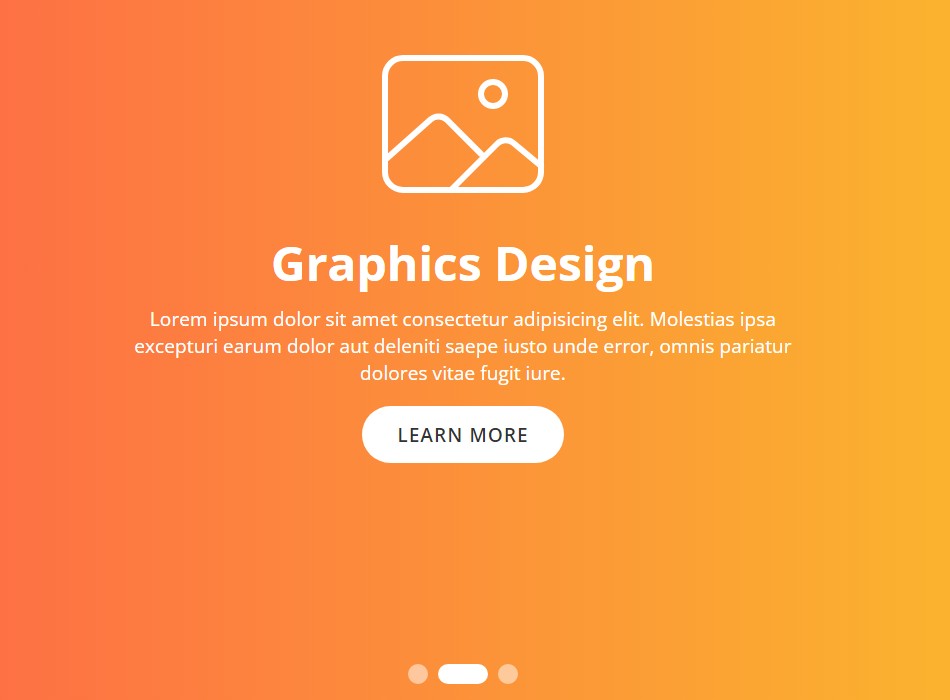 Graphics Design
Lorem ipsum dolor sit amet consectetur adipisicing elit. Molestias ipsa
excepturi earum dolor aut deleniti saepe iusto unde error, omnis pariatur
dolores vitae fugit iure.
LEARN MORE